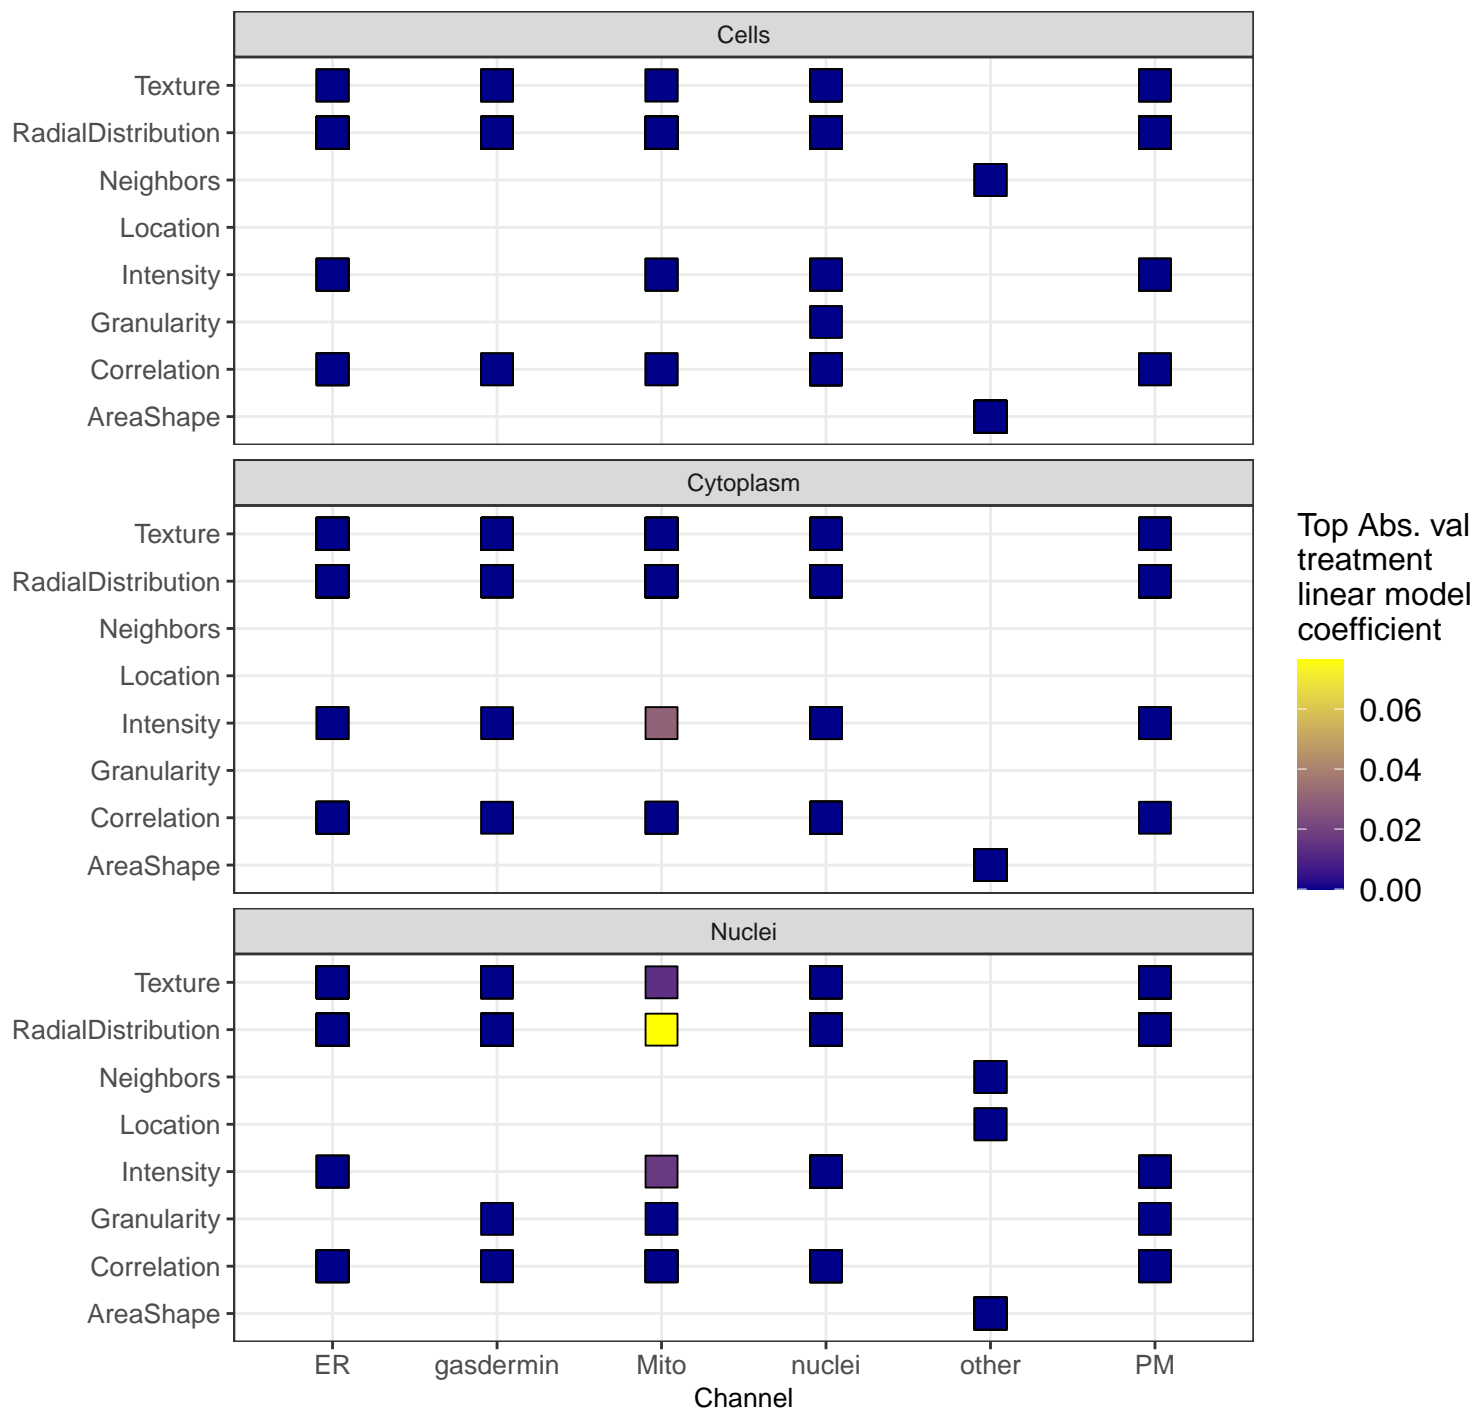 Cells
Texture
RadialDistribution
Neighbors
Location
Intensity
Granularity
Correlation
AreaShape
Cytoplasm
Texture
RadialDistribution
Neighbors
Location
Intensity
Granularity
Correlation
AreaShape
Nuclei
Texture
RadialDistribution
Neighbors
Location
Intensity
Granularity
Correlation
AreaShape
ER gasdermin Mito nuclei other PM
Channel
Top Abs. val
treatment
linear model
coefficient
0.06
0.04
0.02
0.00